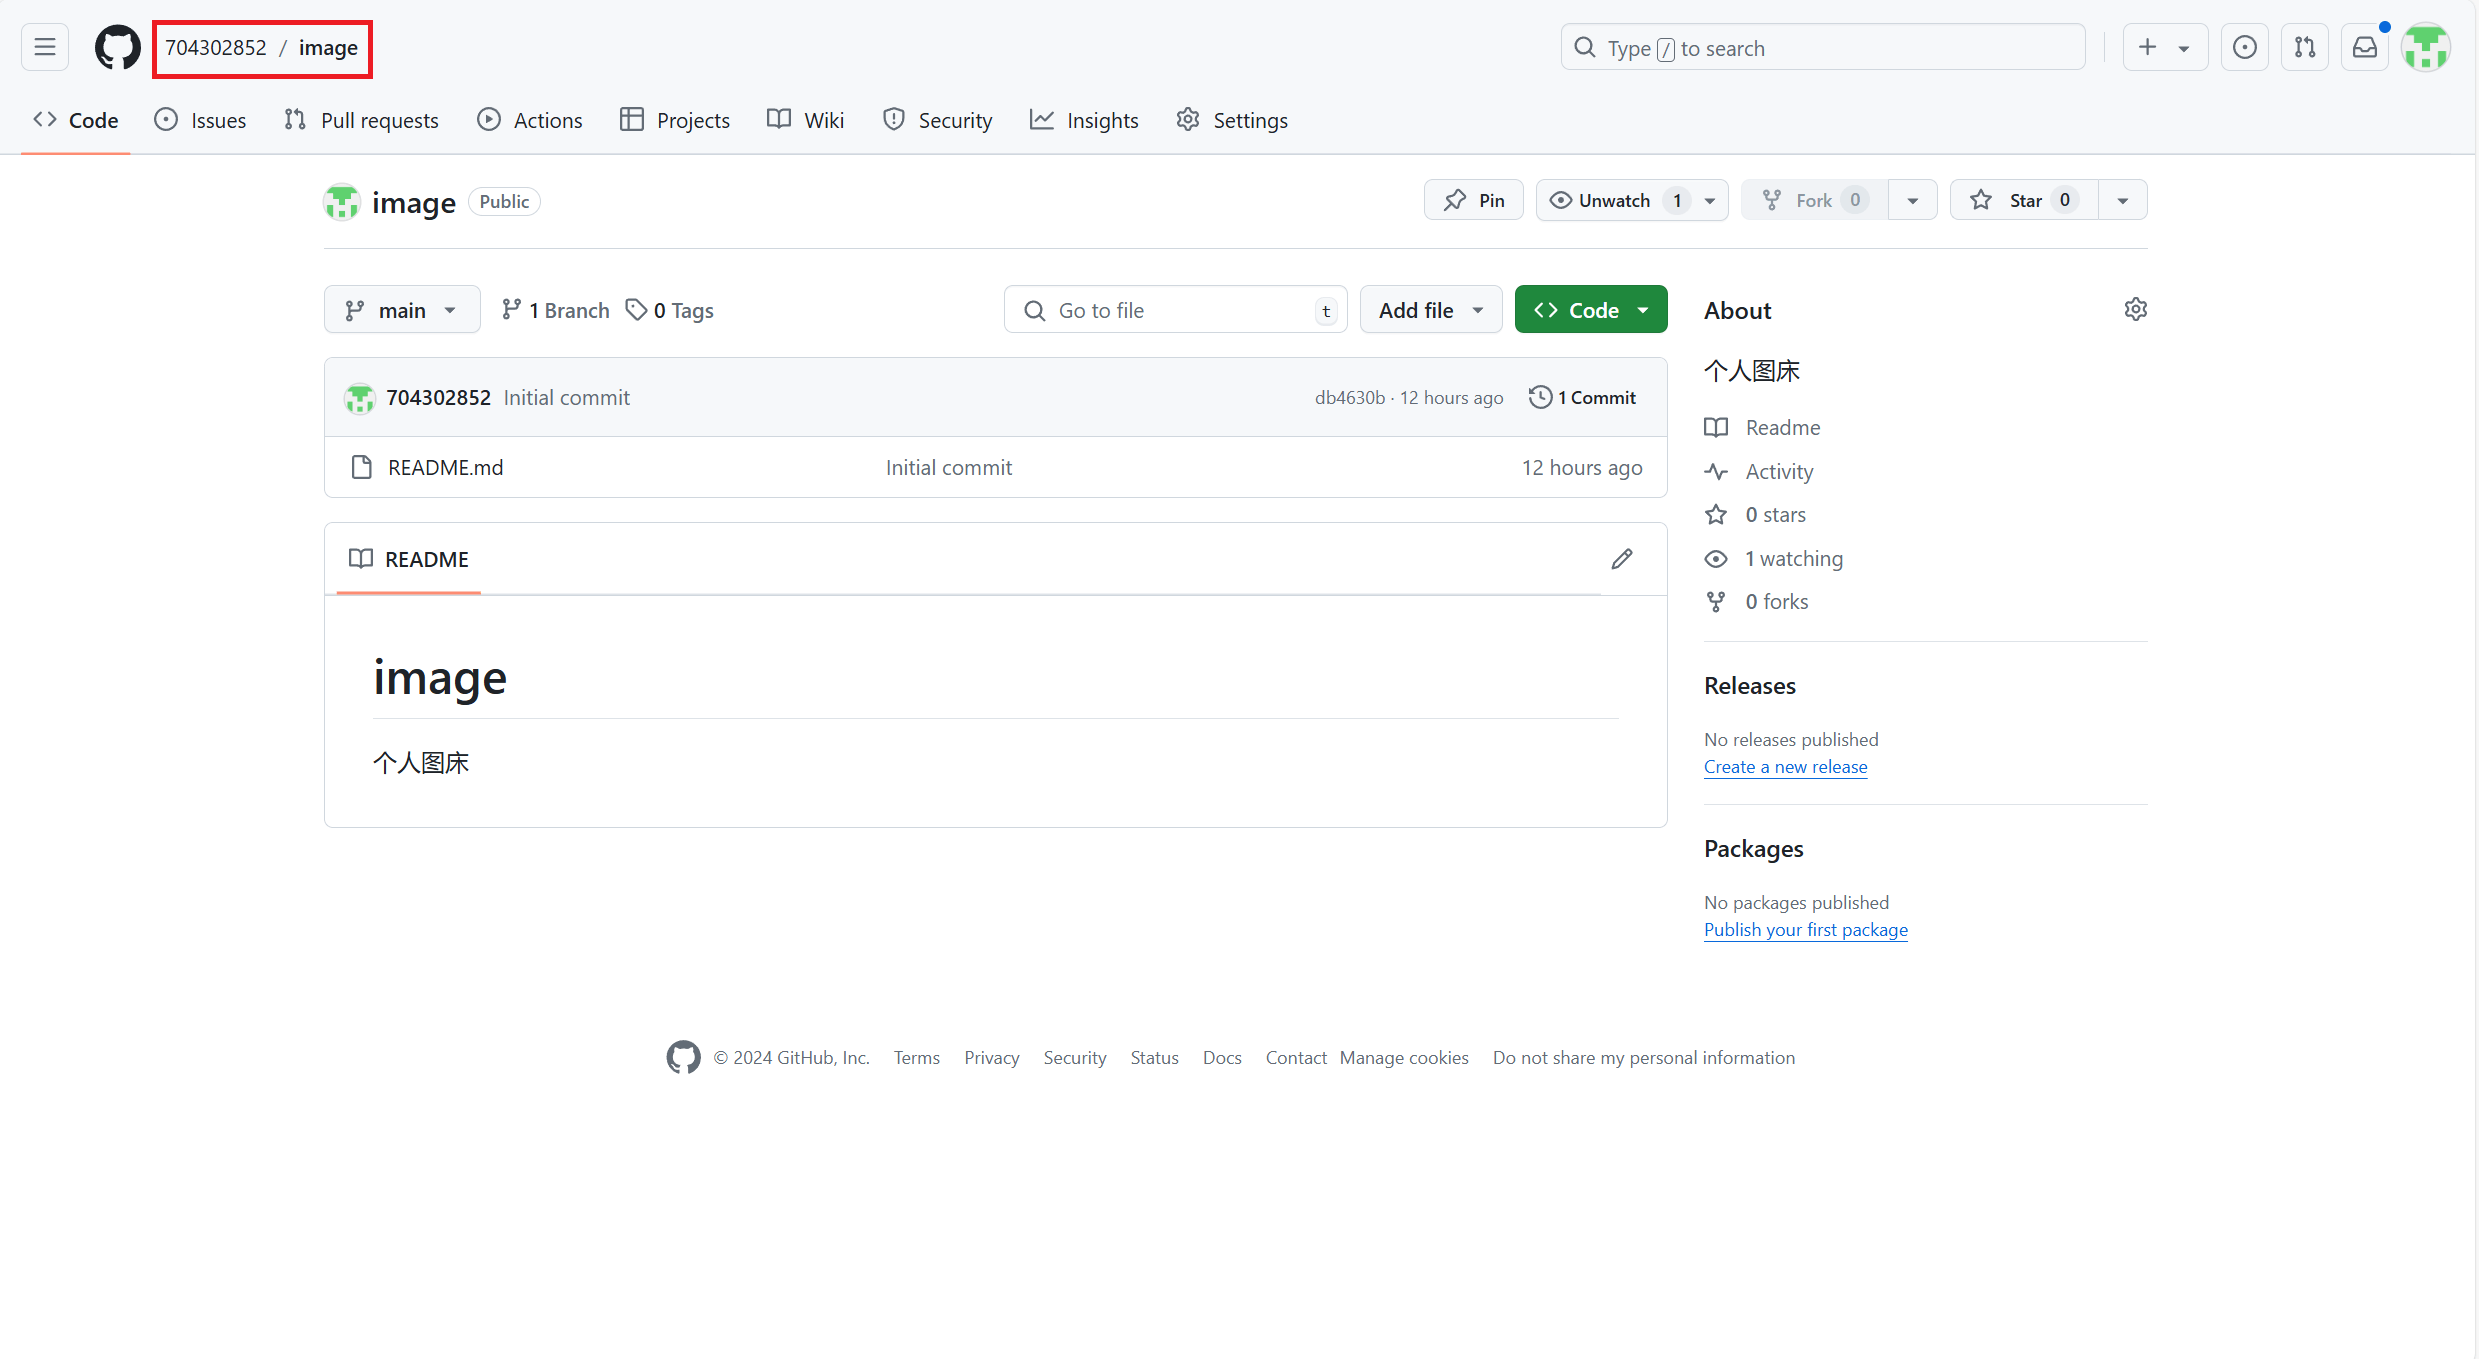 704302852 / image
Type / to search
Code Issues Pull requests Actions Projects Wiki Security Insights Settings
image Public
Pin Unwatch 1 Fork 0 Star 0
main 1 Branch 0 Tags Go to file t Add file Code
704302852 Initial commit db4630b · 12 hours ago 1 Commit
README.md Initial commit 12 hours ago
README
image
个人图床
About
个人图床
Readme
Activity
0 stars
1 watching
0 forks
Releases
No releases published
Create a new release
Packages
No packages published
Publish your first package
© 2024 GitHub, Inc. Terms Privacy Security Status Docs Contact Manage cookies Do not share my personal information